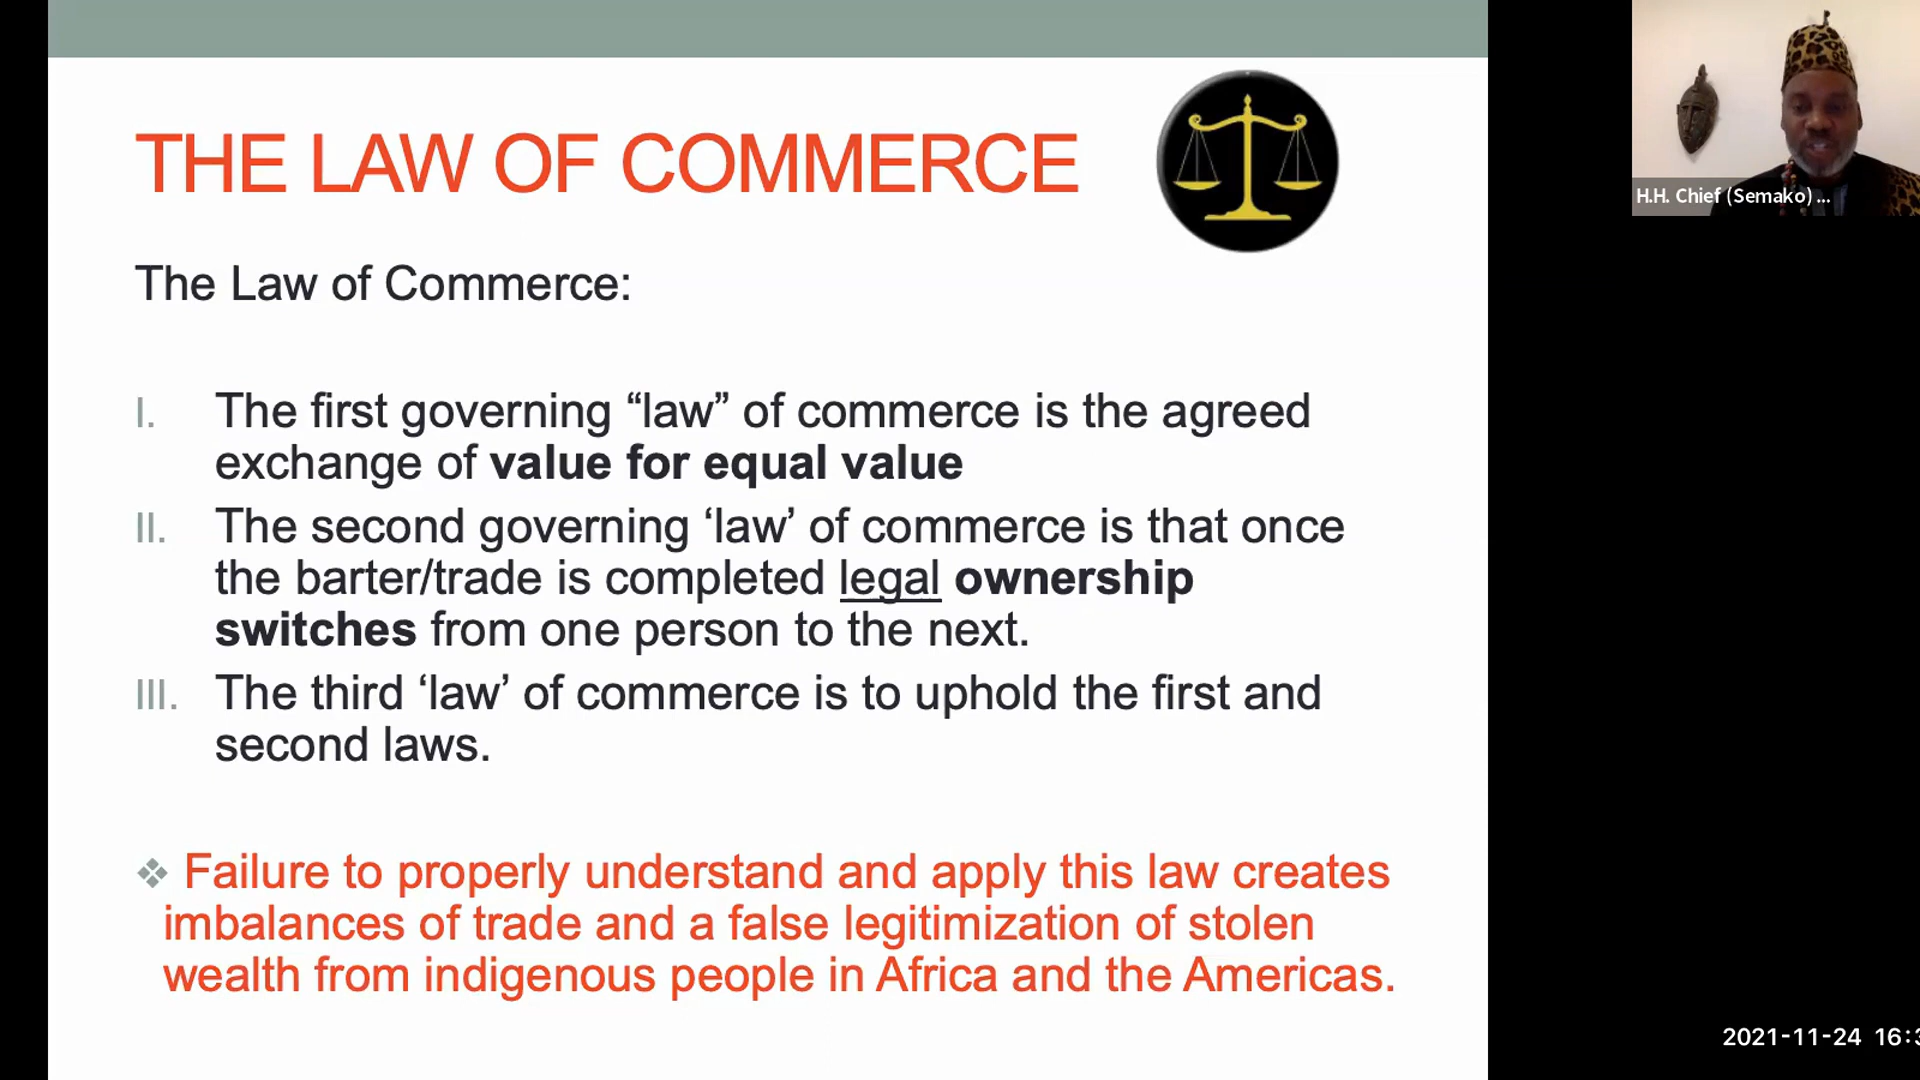 THE LAW OF COMMERCE
The Law of Commerce:
I. The first governing “law” of commerce is the agreed
exchange of value for equal value
II. The second governing ‘law’ of commerce is that once
the barter/trade is completed legal ownership
switches from one person to the next.
III. The third ‘law’ of commerce is to uphold the first and
second laws.
❖ Failure to properly understand and apply this law creates
imbalances of trade and a false legitimization of stolen
wealth from indigenous people in Africa and the Americas.
H.H. Chief (Semako) ...
2021-11-24 16: